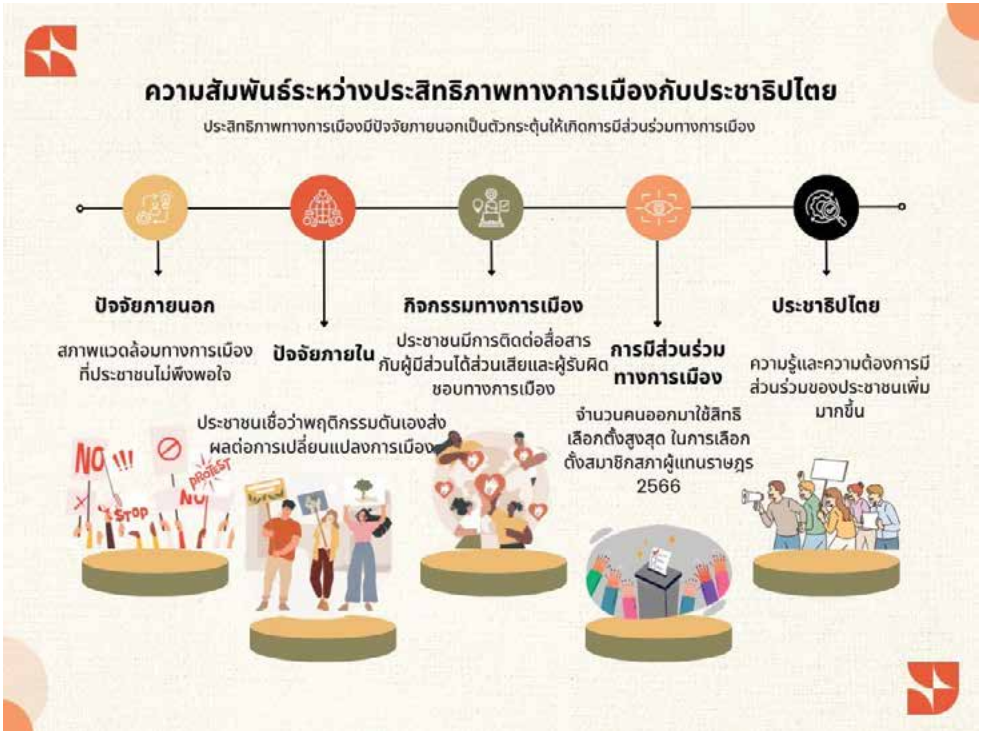 ความสัมพันธ์ระหว่างประสิทธิภาพทางการเมืองกับประชาธิปไตย
ประสิทธิภาพทางการเมืองมีปัจจัยภายนอกเป็นตัวกระตุ้นให้เกิดการมีส่วนร่วมทางการเมือง
ปัจจัยภายนอก
สภาพแวดล้อมทางการเมือง
ที่ประชาชนไม่พึงพอใจ
ปัจจัยภายใน
ประชาชนเชื่อว่าพฤติกรรมตนเองส่ง
ผลต่อการเปลี่ยนแปลงการเมือง
กิจกรรมทางการเมือง
ประชาชนมีการติดต่อสื่อสาร
กับผู้มีส่วนได้ส่วนเสียและผู้รับผิด
ชอบทางการเมือง
การมีส่วนร่วม
ทางการเมือง
จำนวนคนออกมาใช้สิทธิ
เลือกตั้งสูงสุด ในการเลือก
ตั้งสมาชิกสภาผู้แทนราษฎร
2566
ประชาธิปไตย
ความรู้และความต้องการมี
ส่วนร่วมของประชาชนเพิ่ม
มากขึ้น
NO !!!
PROTEST
NO
STOP